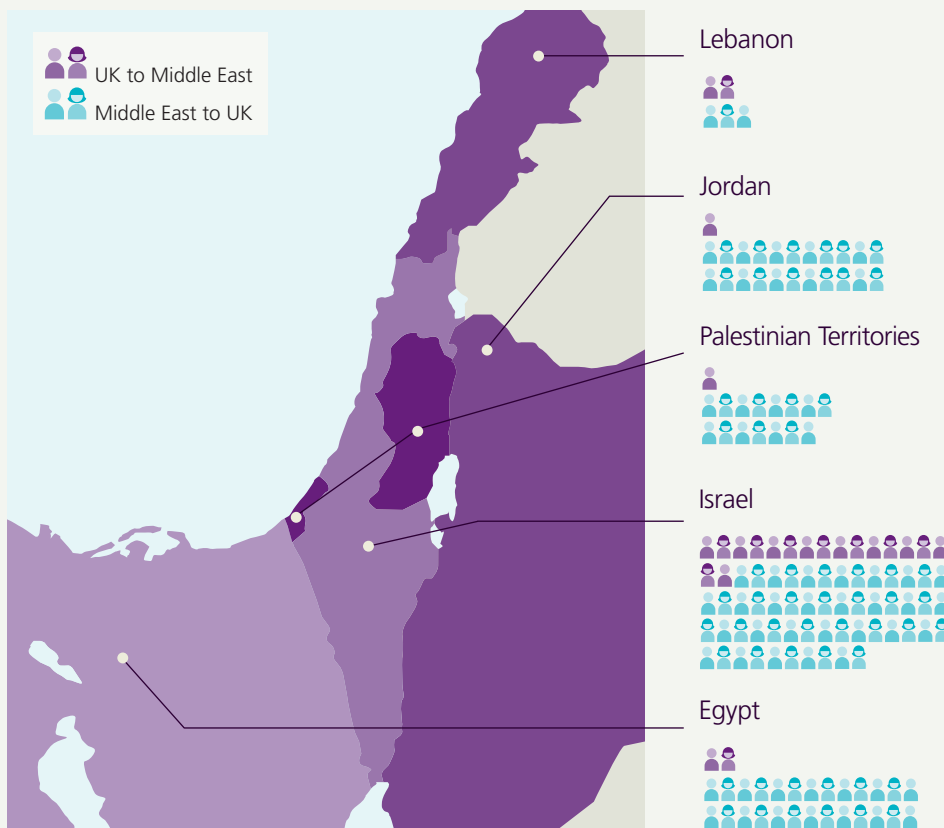 UK to Middle East
Middle East to UK
Lebanon
Jordan
Palestinian Territories
Israel
Egypt